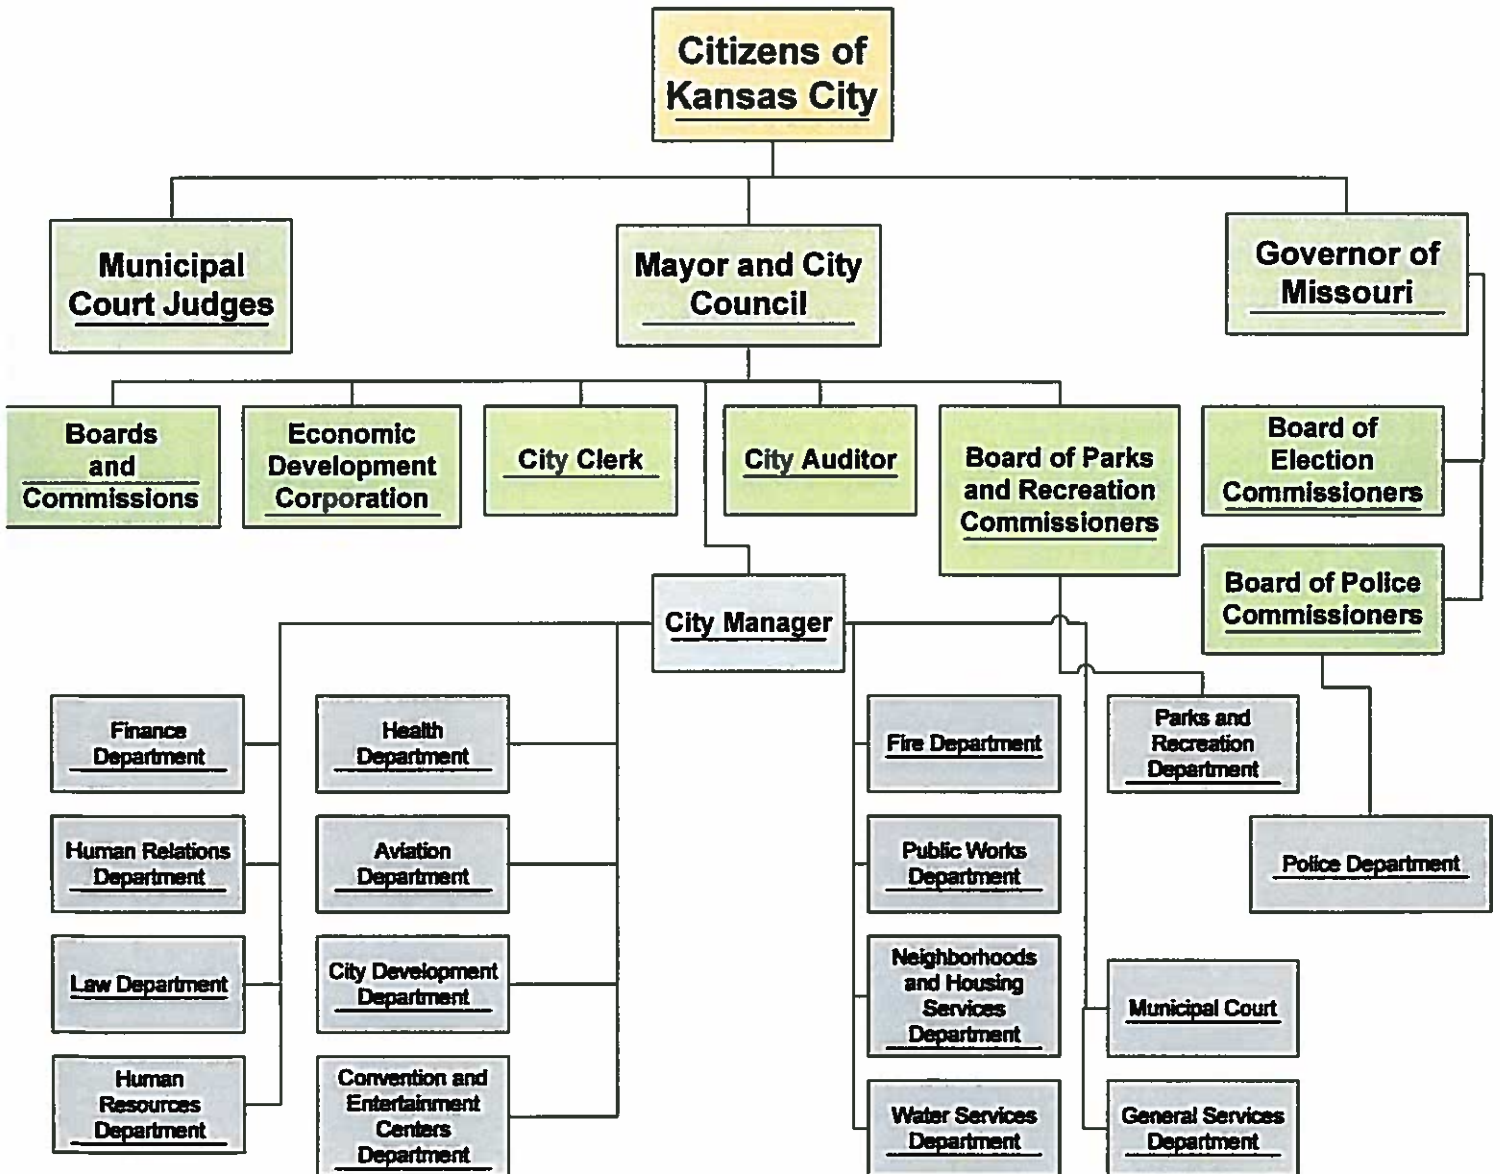 Citizens of
Kansas City
Municipal
Court Judges
Mayor and City
Council
Governor of
Missouri
Boards
and
Commissions
Economic
Development
Corporation
City Clerk
City Auditor
Board of Parks
and Recreation
Commissioners
Board of
Election
Commissioners
Board of Police
Commissioners
City Manager
Finance
Department
Health
Department
Fire Department
Parks and
Recreation
Department
Human Relations
Department
Aviation
Department
Public Works
Department
Police Department
Law Department
City Development
Department
Neighborhoods
and Housing
Services
Department
Municipal Court
Human
Resources
Department
Convention and
Entertainment
Centers
Department
Water Services
Department
General Services
Department